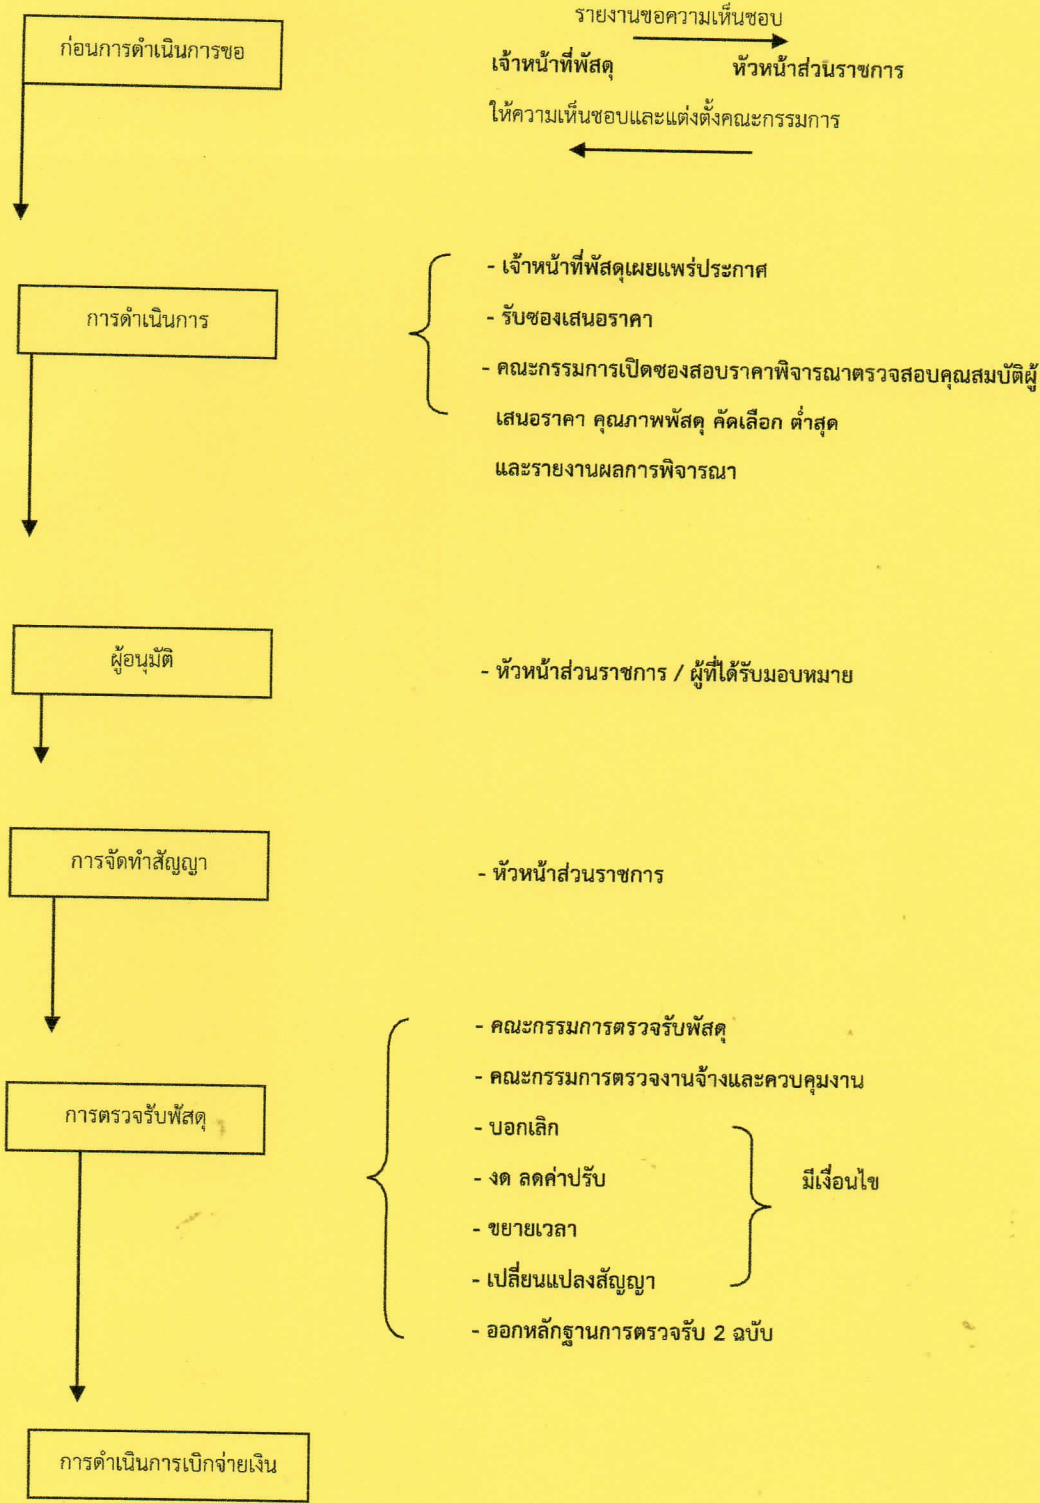 ก่อนการดำเนินการซอ
รายงานขอความเห็นชอบ
เจ้าหน้าที่พัสดุ หัวหน้าส่วนราชการ
ให้ความเห็นชอบและแต่งตั้งคณะกรรมการ
การดำเนินการ
- เจ้าหน้าที่พัสดุเผยแพร่ประกาศ
- รับซองเสนอราคา
- คณะกรรมการเปิดซองสอบราคาพิจารณาตรวจสอบคุณสมบัติผู้
เสนอราคา คุณภาพพัสดุ คัดเลือก ต่ำสุด
และรายงานผลการพิจารณา
ผู้อนุมัติ
- หัวหน้าส่วนราชการ / ผู้ที่ได้รับมอบหมาย
การจัดทำสัญญา
- หัวหน้าส่วนราชการ
การตรวจรับพัสดุ
- คณะกรรมการตรวจรับพัสดุ
- คณะกรรมการตรวจงานจ้างและควบคุมงาน
- บอกเลิก
- งด ลดค่าปรับ
- ขยายเวลา
- เปลี่ยนแปลงสัญญา
มีเงื่อนไข
- ออกหลักฐานการตรวจรับ 2 ฉบับ
การดำเนินการเบิกจ่ายเงิน